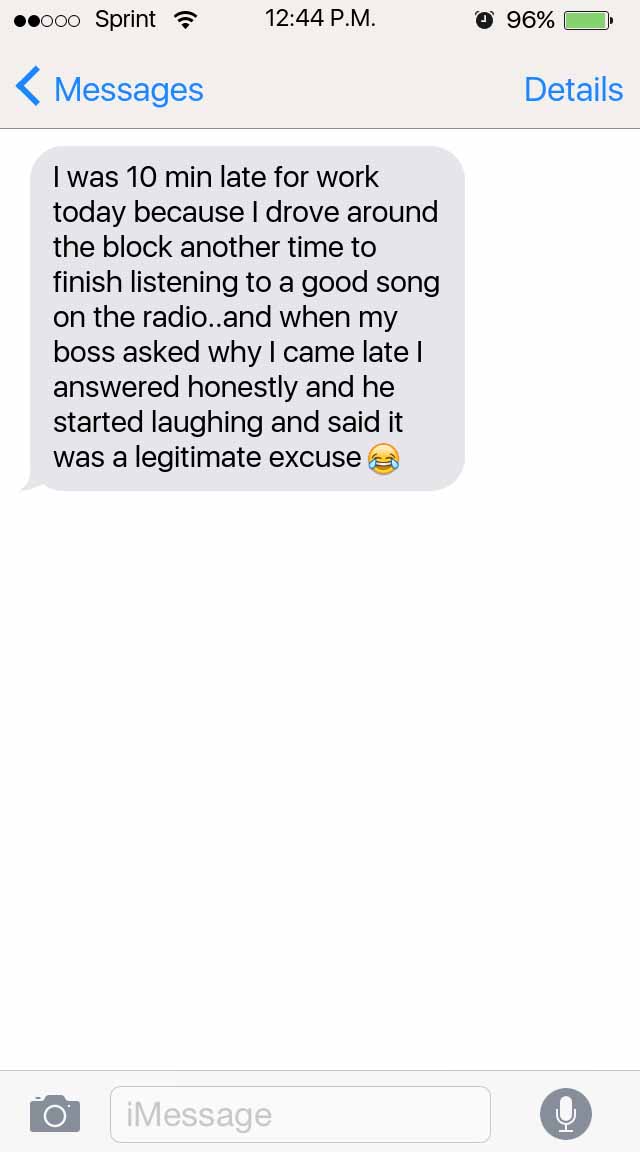 Sprint 12:44 P.M. 96%
Messages Details
I was 10 min late for work
today because I drove around
the block another time to
finish listening to a good song
on the radio..and when my
boss asked why I came late I
answered honestly and he
started laughing and said it
was a legitimate excuse 😂
iMessage